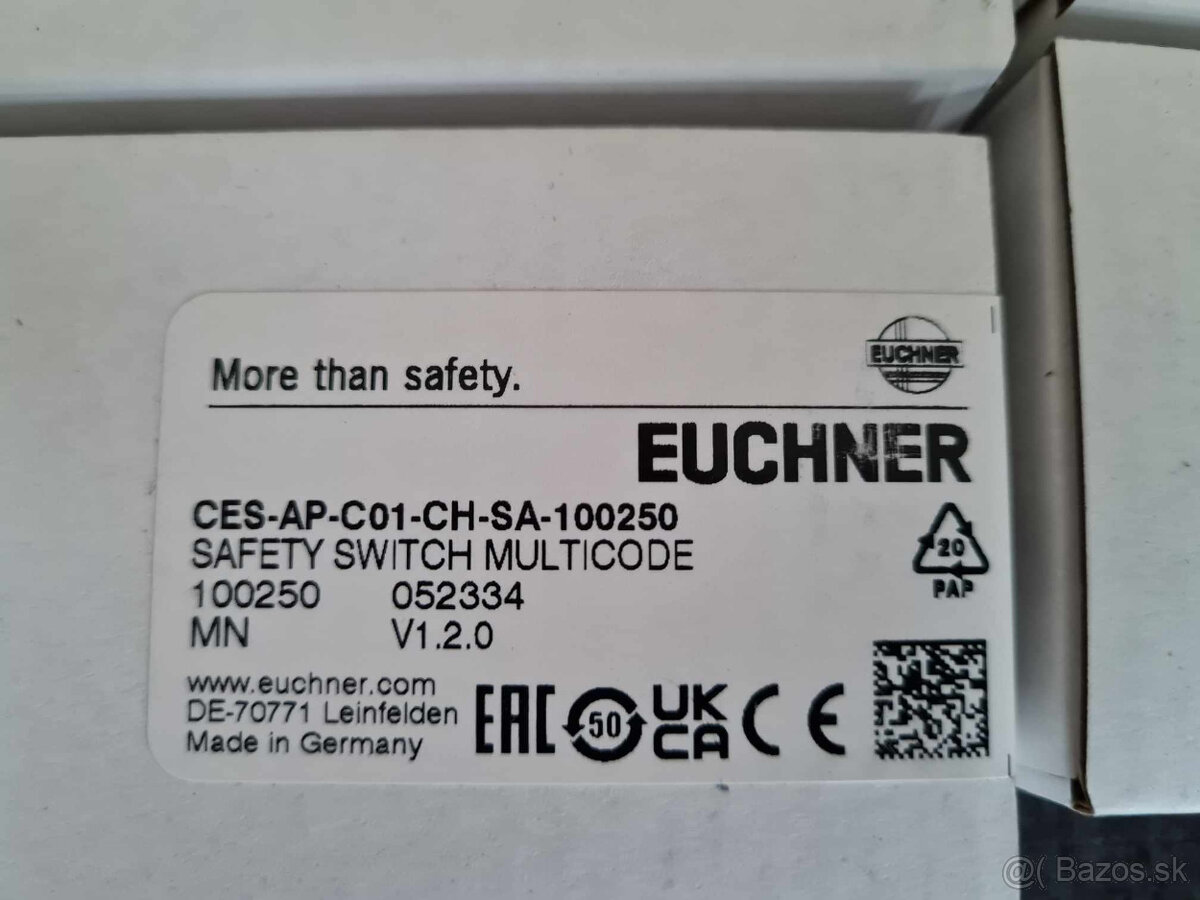 EUCHNER
More than safety.
EUCHNER
CES-AP-C01-CH-SA-100250
SAFETY SWITCH MULTICODE
100250 052334
MN V1.2.0
20
PAP
www.euchner.com
DE-70771 Leinfelden
Made in Germany
EAC 50 UK CA CE
@( Bazos.sk